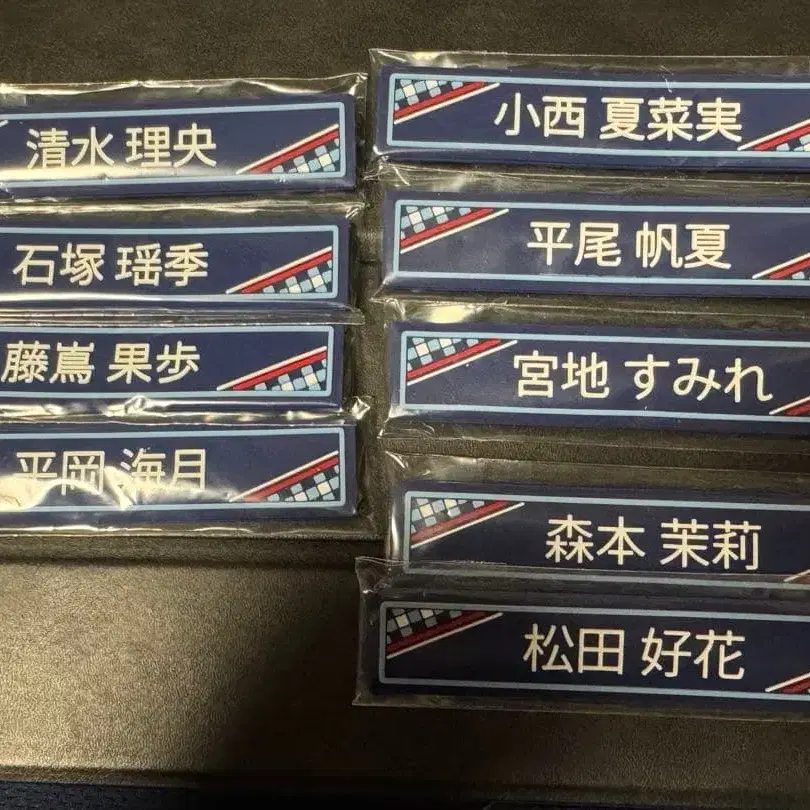 清水 理央
石塚 瑶季
藤嶌 果歩
平岡 海月
小西 夏菜実
平尾 帆夏
宮地 すみれ
森本 茉莉
松田 好花